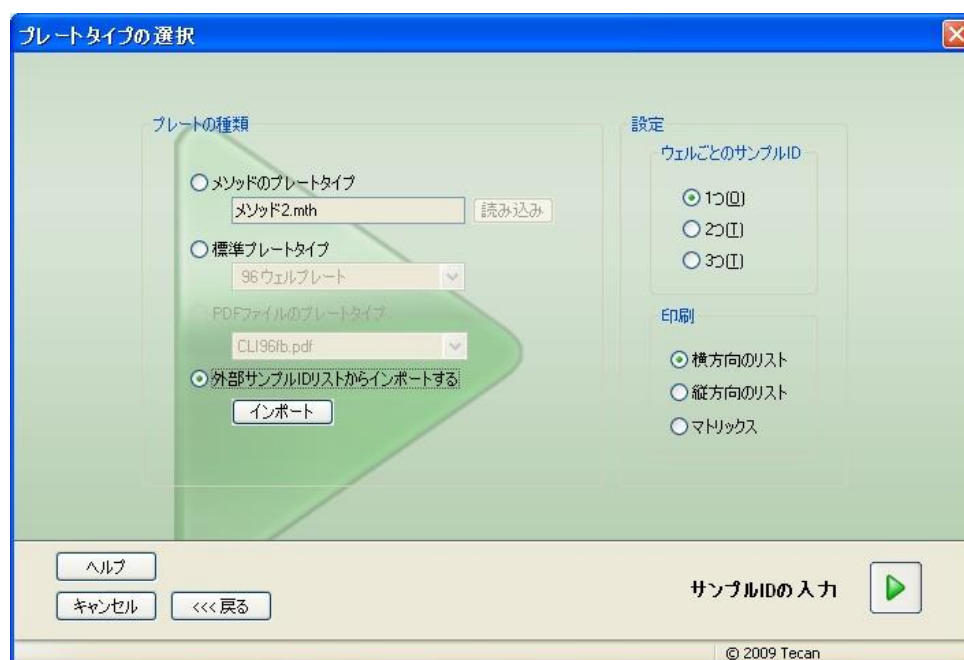 プレートタイプの選択
プレートの種類
メソッドのプレートタイプ
メソッド2.mth
読み込み
標準プレートタイプ
96ウェルプレート
PDFファイルのプレートタイプ
CLI96fb.pdf
外部サンプルIDリストからインポートする
インポート
設定
ウェルごとのサンプルID
1つ(O)
2つ(T)
3つ(T)
印刷
横方向のリスト
縦方向のリスト
マトリックス
ヘルプ
キャンセル
<<< 戻る
サンプルIDの入力
© 2009 Tecan